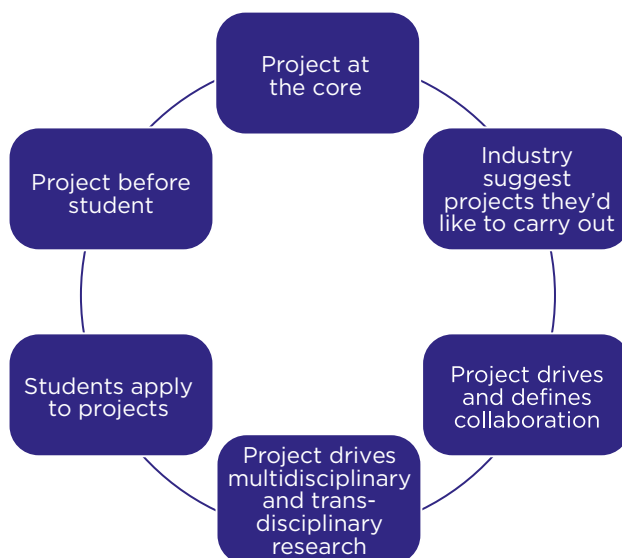 Project at
the core
Industry
suggest
projects they'd
like to carry out
Project drives
and defines
collaboration
Project drives
multidisciplinary
and trans-
disciplinary
research
Students apply
to projects
Project before
student